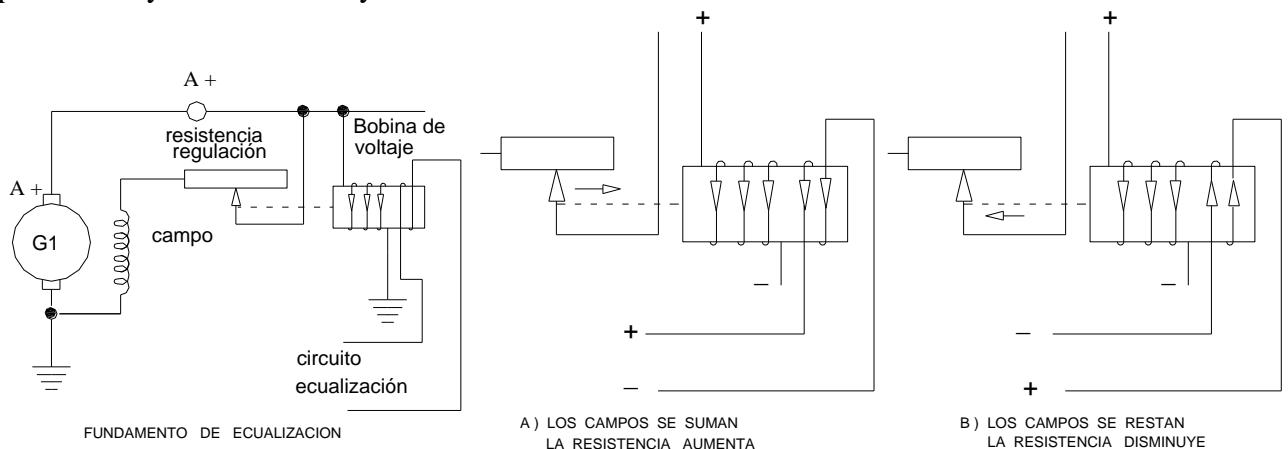 A +
resistencia
regulación
Bobina de
voltaje
A +
G1
campo
circuito
ecualización
FUNDAMENTO DE ECUALIZACION
+
+
–
+
–
A ) LOS CAMPOS SE SUMAN
LA RESISTENCIA AUMENTA
+
–
–
+
B ) LOS CAMPOS SE RESTAN
LA RESISTENCIA DISMINUYE